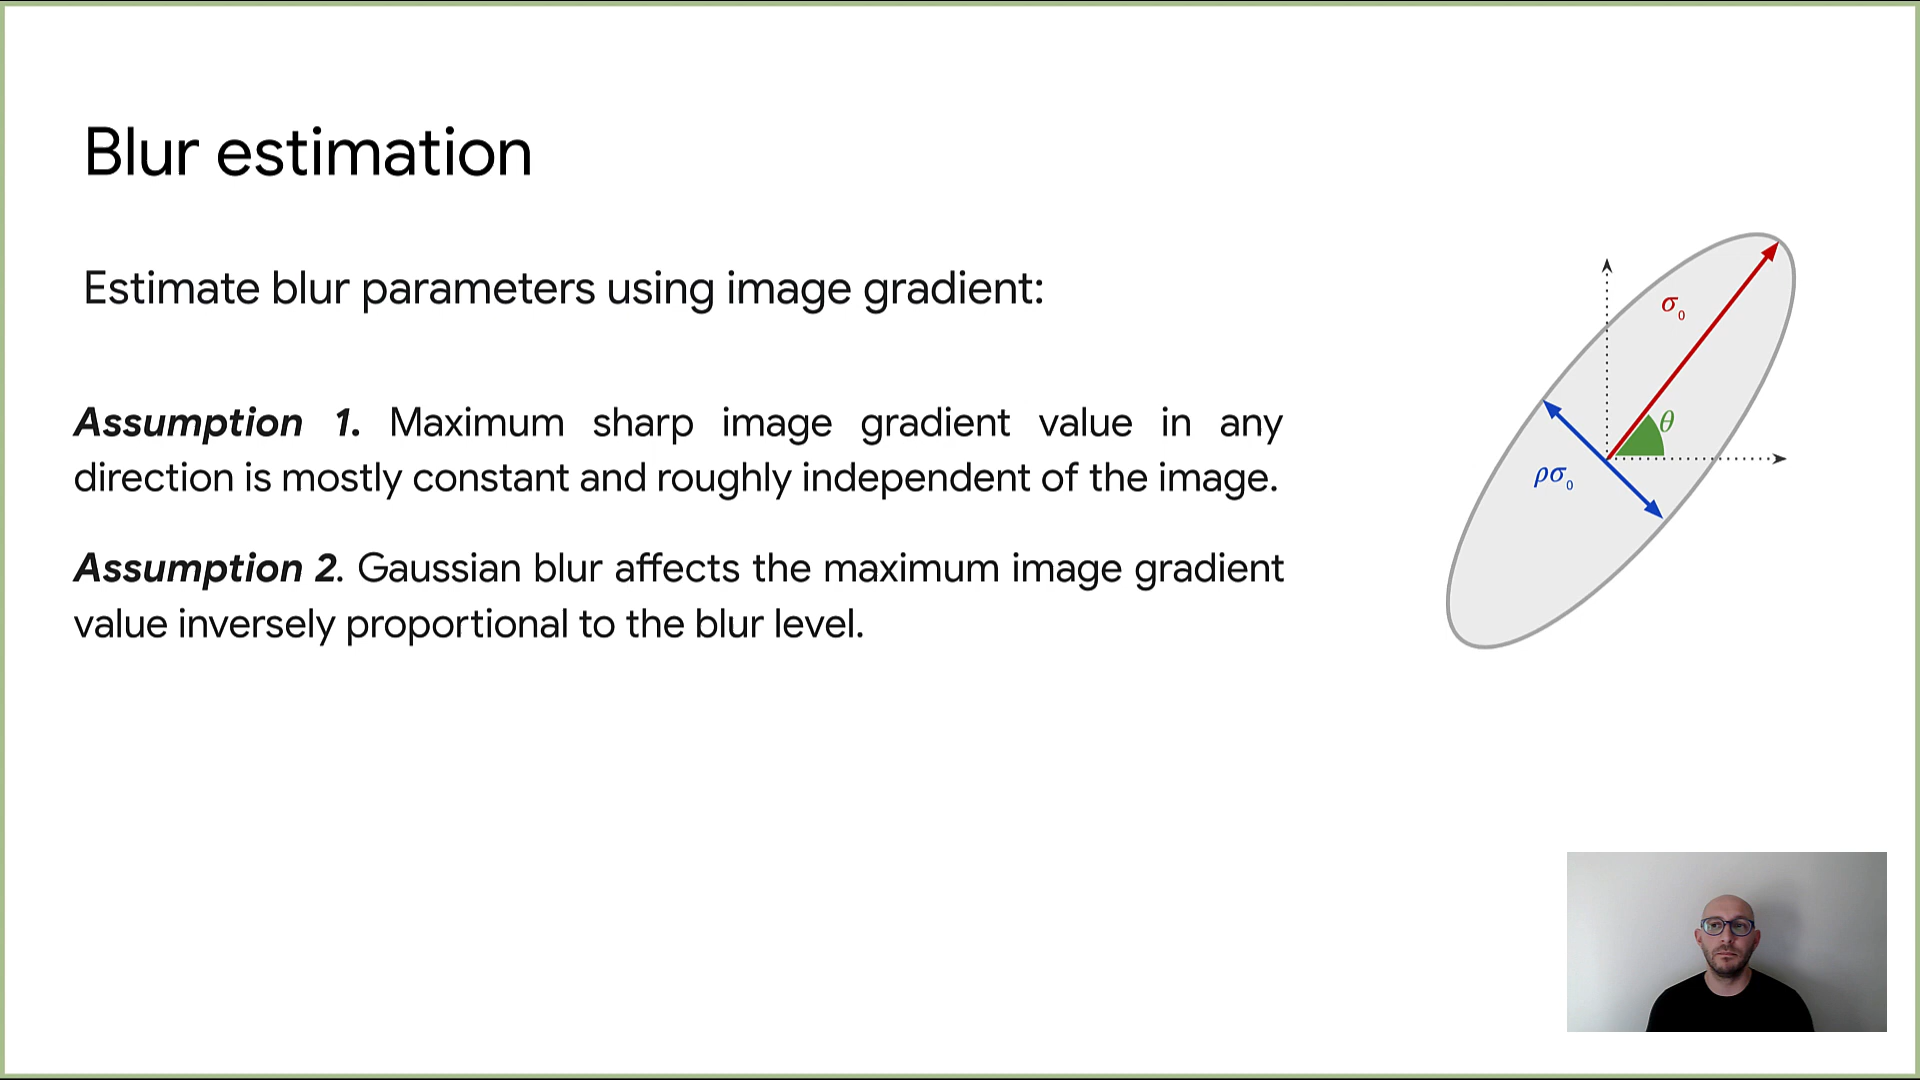 Blur estimation
Estimate blur parameters using image gradient:
Assumption 1. Maximum sharp image gradient value in any
direction is mostly constant and roughly independent of the image.
Assumption 2. Gaussian blur affects the maximum image gradient
value inversely proportional to the blur level.
σ₀
θ
ρσ₀